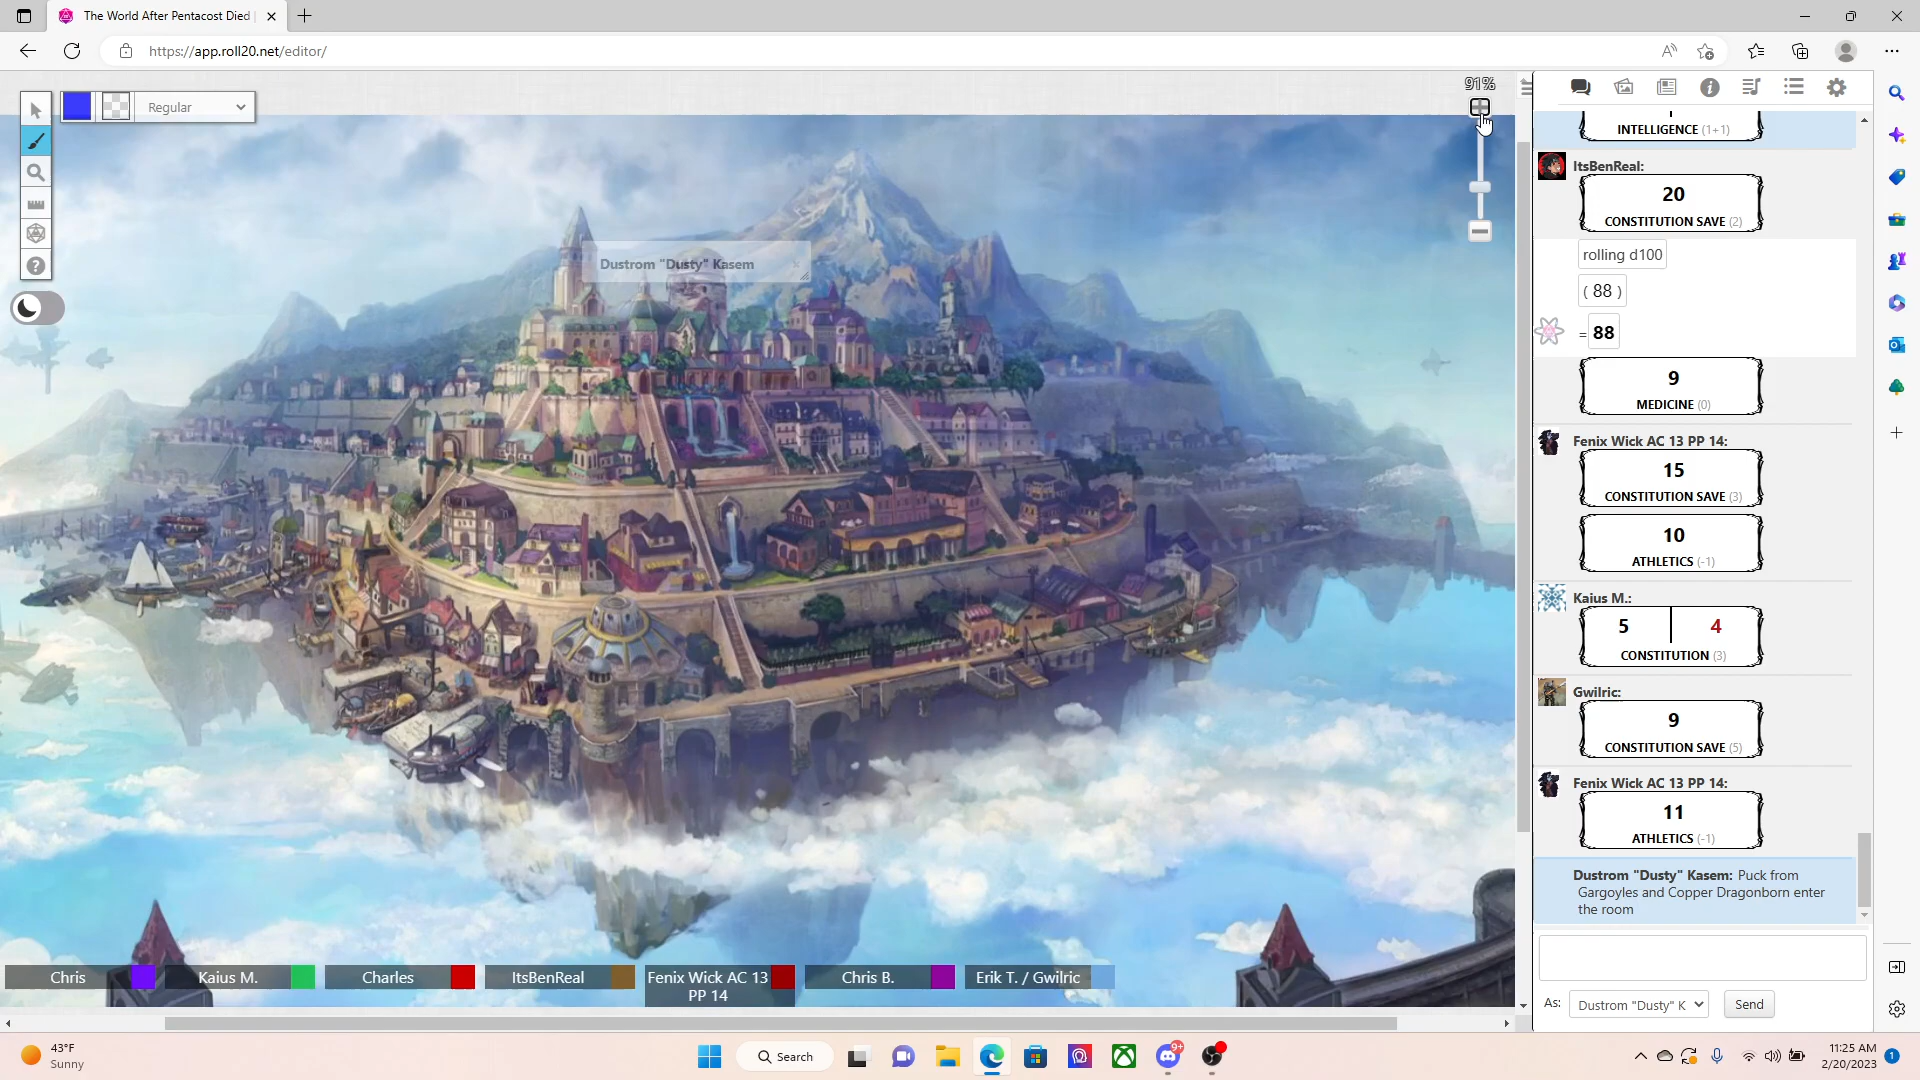 The World After Pentacost Died |
https://app.roll20.net/editor/
Regular
91%
Dustrom "Dusty" Kasem
INTELLIGENCE (1+1)
ItsBenReal:
20
CONSTITUTION SAVE (2)
rolling d100
( 88 )
= 88
9
MEDICINE (0)
Fenix Wick AC 13 PP 14:
15
CONSTITUTION SAVE (3)
10
ATHLETICS (-1)
Kaius M.:
5 4
CONSTITUTION (3)
Gwilric:
9
CONSTITUTION SAVE (5)
Fenix Wick AC 13 PP 14:
11
ATHLETICS (-1)
Dustrom "Dusty" Kasem: Puck from
Gargoyles and Copper Dragonborn enter
the room
As: Dustrom "Dusty" K Send
Chris
Kaius M.
Charles
ItsBenReal
Fenix Wick AC 13
PP 14
Chris B.
Erik T. / Gwilric
43°F
Sunny
Search
9+
11:25 AM
2/20/2023
1